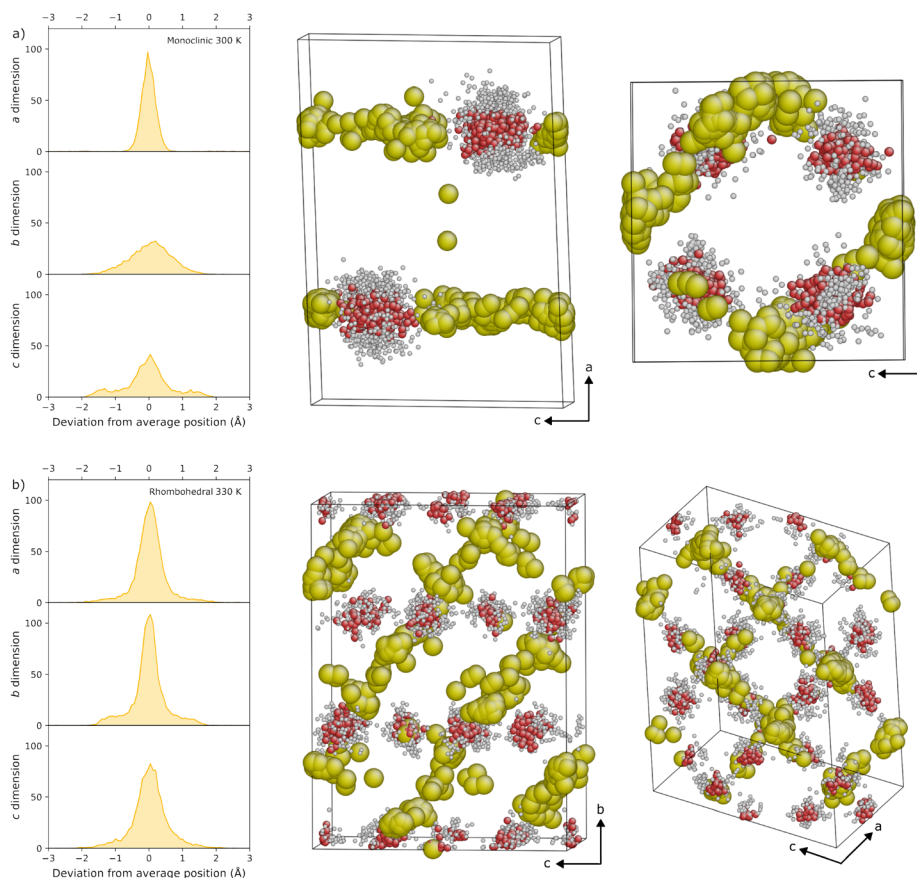 −3 −2 −1 0 1 2 3
a)
Monoclinic 300 K
100
50
0
a dimension
100
50
0
b dimension
100
50
0
c dimension
−3 −2 −1 0 1 2 3
Deviation from average position (Å)
a
c
c
−3 −2 −1 0 1 2 3
b)
Rhombohedral 330 K
100
50
0
a dimension
100
50
0
b dimension
100
50
0
c dimension
−3 −2 −1 0 1 2 3
Deviation from average position (Å)
b
c
c
a